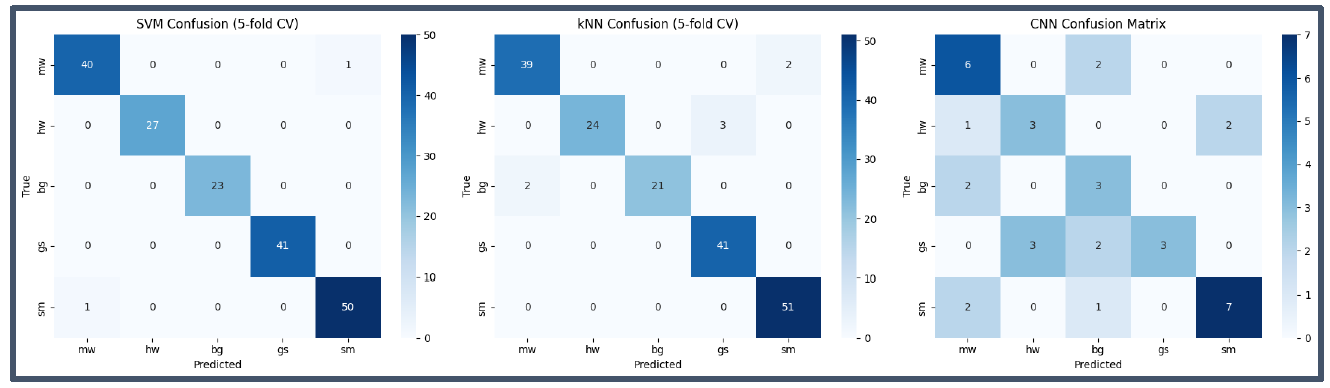 SVM Confusion (5-fold CV)
mw 40 0 0 0 1
hw 0 27 0 0 0
bg 0 0 23 0 0
gs 0 0 0 41 0
sm 1 0 0 0 50
mw hw bg gs sm
Predicted
True
50
40
30
20
10
0
kNN Confusion (5-fold CV)
mw 39 0 0 0 2
hw 0 24 0 3 0
bg 2 0 21 0 0
gs 0 0 0 41 0
sm 0 0 0 0 51
mw hw bg gs sm
Predicted
True
50
40
30
20
10
0
CNN Confusion Matrix
mw 6 0 2 0 0
hw 1 3 0 0 2
bg 2 0 3 0 0
gs 0 3 2 3 0
sm 2 0 1 0 7
mw hw bg gs sm
Predicted
True
7
6
5
4
3
2
1
0